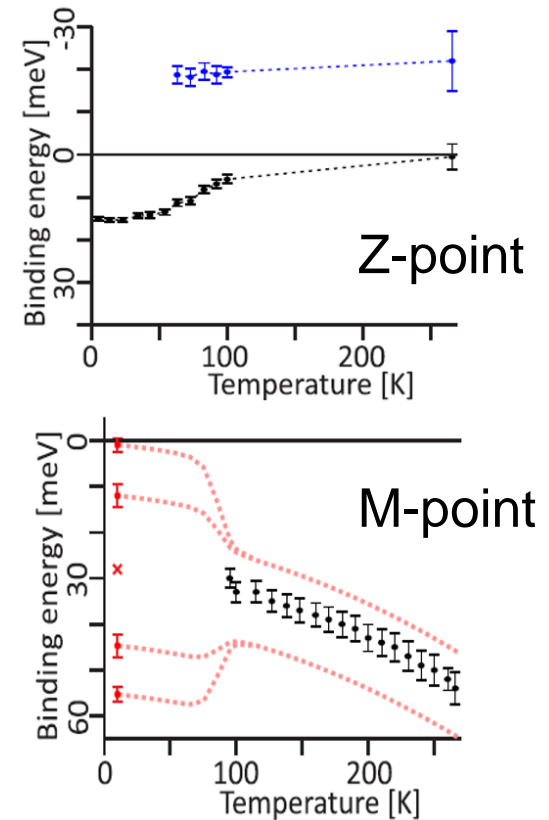 -30
0
30
Binding energy [meV]
Z-point
0 100 200
Temperature [K]
0
30
60
Binding energy [meV]
M-point
0 100 200
Temperature [K]